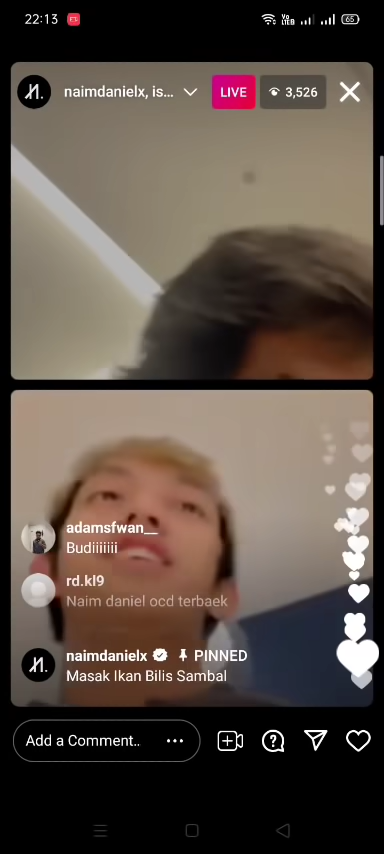 22:13
65
naimdanielx, is...
LIVE
3,526
adamsfwan__
Budiiiiiii
rd.kl9
Naim daniel ocd terbaek
naimdanielx PINNED
Masak Ikan Bilis Sambal
Add a Comment..